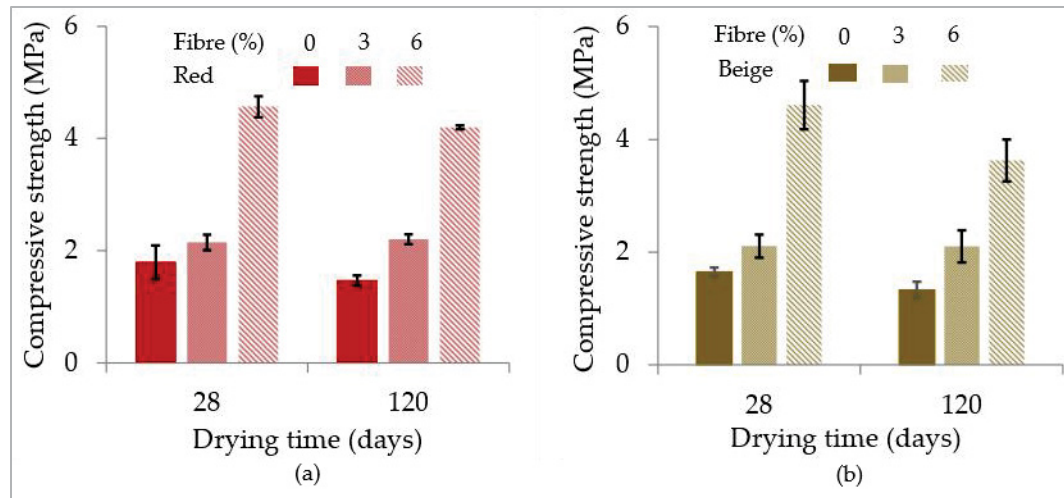 6
4
2
0
Compressive strength (MPa)
Fibre (%) 0 3 6
Red
28 120
Drying time (days)
(a)
6
4
2
0
Compressive strength (MPa)
Fibre (%) 0 3 6
Beige
28 120
Drying time (days)
(b)